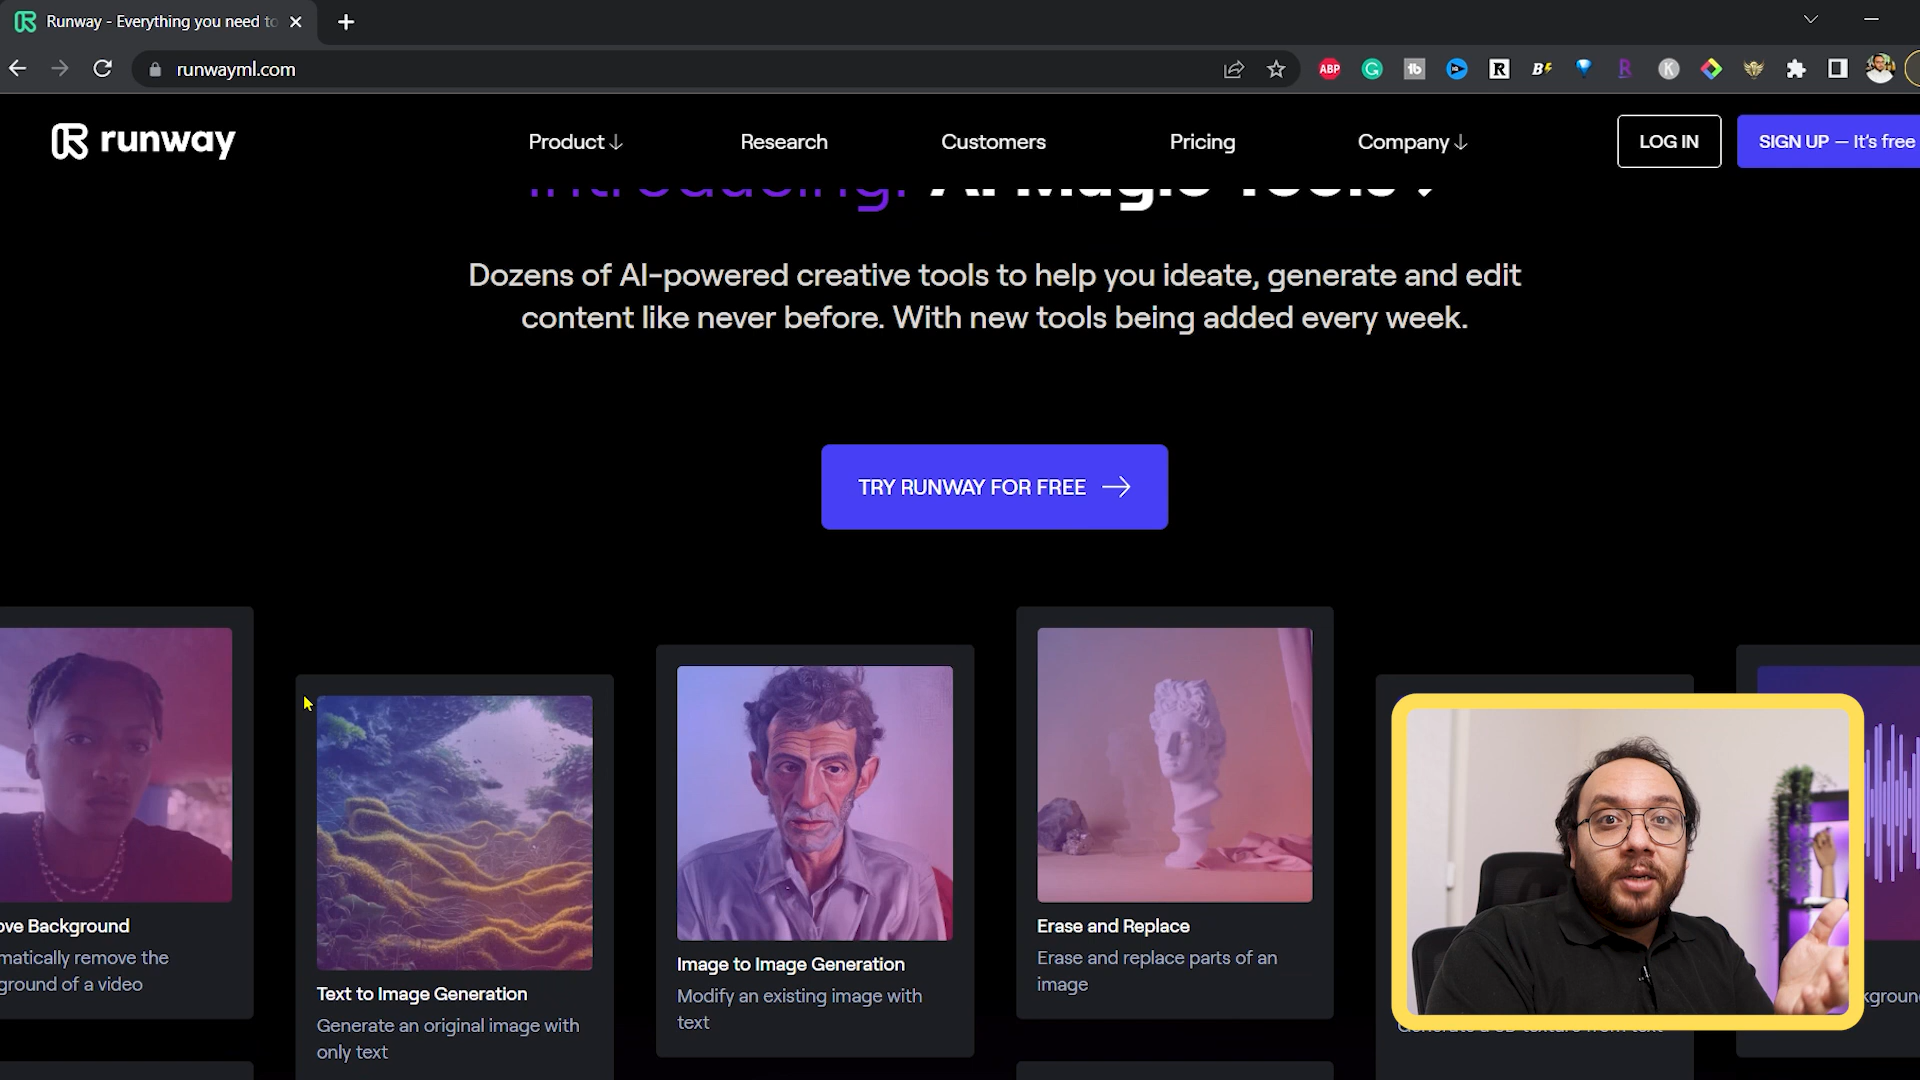 Runway - Everything you need to
runwayml.com
ABP
runway
Product ↓
Research
Customers
Pricing
Company ↓
LOG IN
SIGN UP — It's free
Introducing: AI Magic Tools
Dozens of AI-powered creative tools to help you ideate, generate and edit
content like never before. With new tools being added every week.
TRY RUNWAY FOR FREE →
ove Background
matically remove the
ground of a video
Text to Image Generation
Generate an original image with
only text
Image to Image Generation
Modify an existing image with
text
Erase and Replace
Erase and replace parts of an
image
kgroun